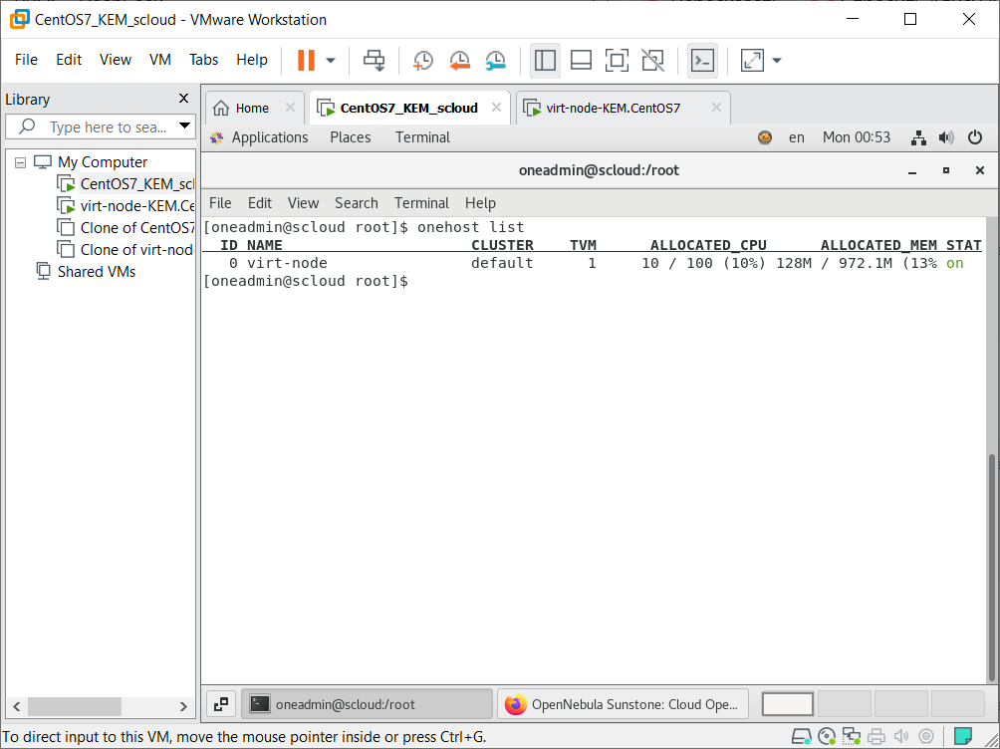 CentOS7_KEM_scloud - VMware Workstation
File Edit View VM Tabs Help
Library
Type here to sea...
My Computer
CentOS7_KEM_scl
virt-node-KEM.Ce
Clone of CentOS7
Clone of virt-nod
Shared VMs
Home CentOS7_KEM_scloud virt-node-KEM.CentOS7
Applications Places Terminal en Mon 00:53
oneadmin@scloud:/root
File Edit View Search Terminal Help
[oneadmin@scloud root]$ onehost list
ID NAME CLUSTER TVM ALLOCATED_CPU ALLOCATED_MEM STAT
0 virt-node default 1 10 / 100 (10%) 128M / 972.1M (13% on
[oneadmin@scloud root]$
oneadmin@scloud:/root OpenNebula Sunstone: Cloud Ope...
To direct input to this VM, move the mouse pointer inside or press Ctrl+G.